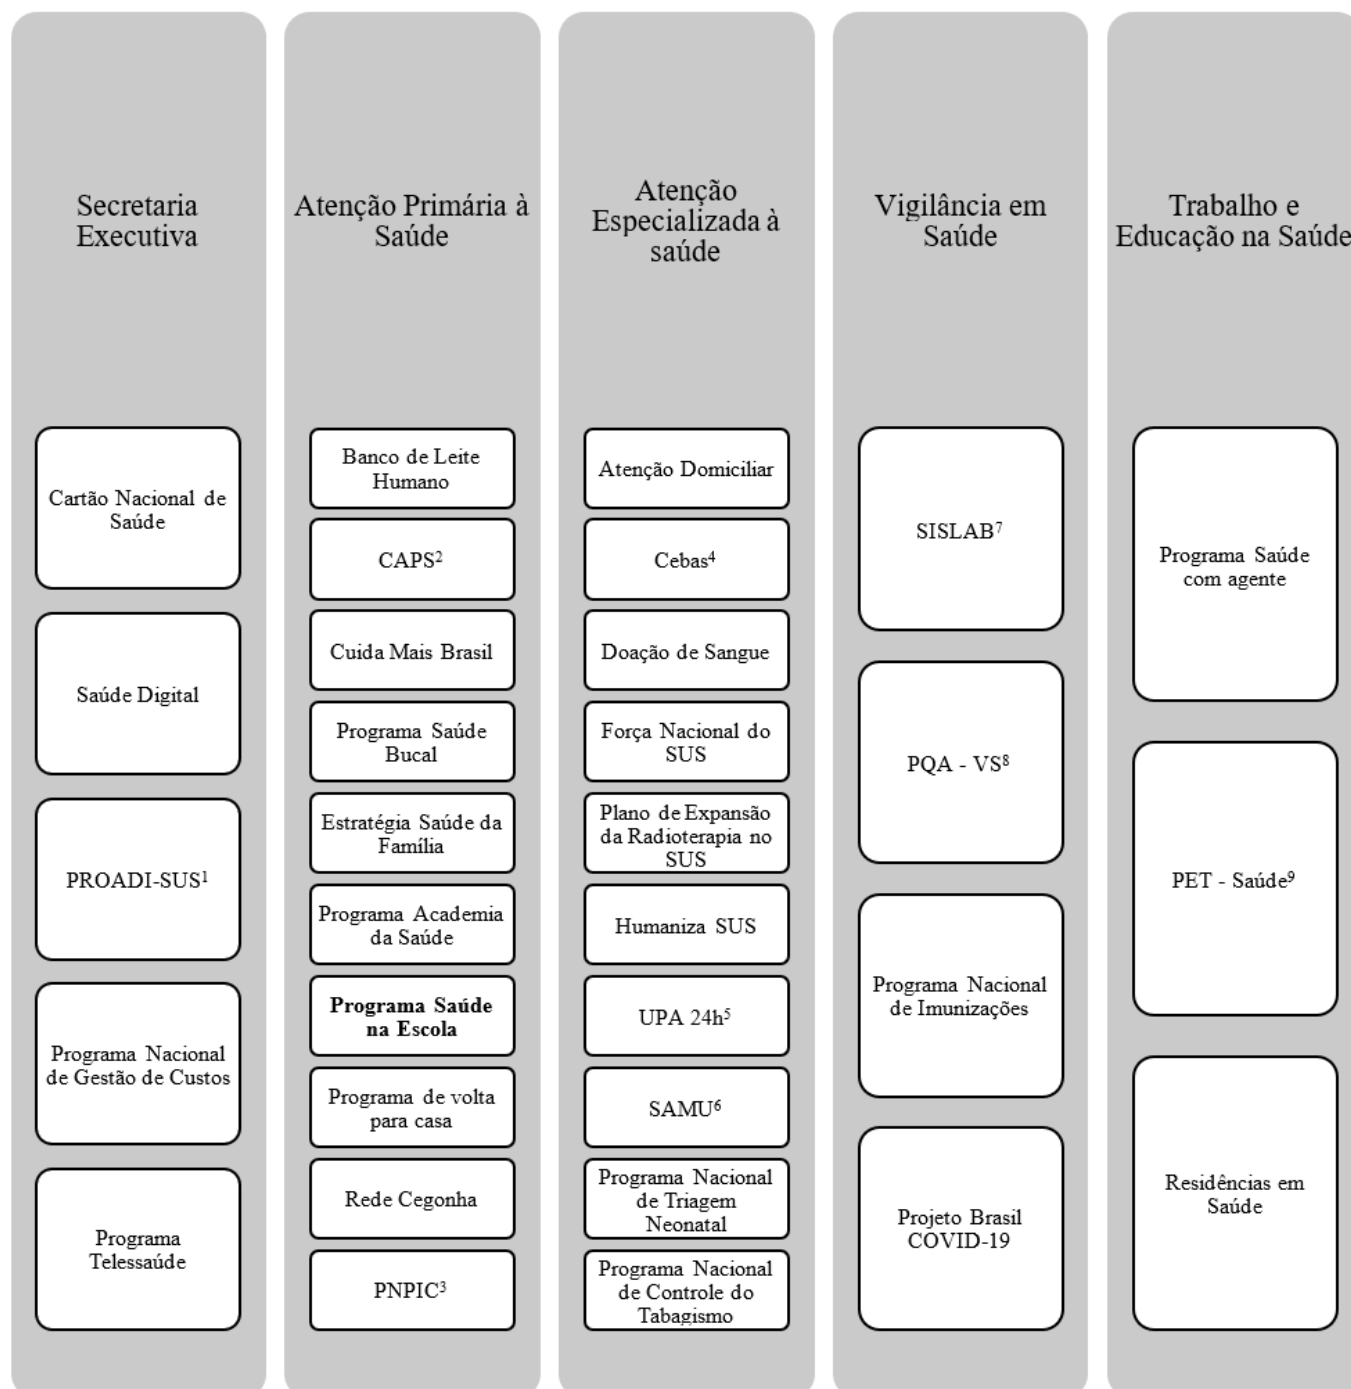 Secretaria
Executiva
Cartão Nacional de
Saúde
Saúde Digital
PROADI-SUS¹
Programa Nacional
de Gestão de Custos
Programa
Telessaúde
Atenção Primária à
Saúde
Banco de Leite
Humano
CAPS²
Cuida Mais Brasil
Programa Saúde
Bucal
Estratégia Saúde da
Família
Programa Academia
da Saúde
Programa Saúde
na Escola
Programa de volta
para casa
Rede Cegonha
PNPIC³
Atenção
Especializada à
saúde
Atenção Domiciliar
Cebas⁴
Doação de Sangue
Força Nacional do
SUS
Plano de Expansão
da Radioterapia no
SUS
Humaniza SUS
UPA 24h⁵
SAMU⁶
Programa Nacional
de Triagem
Neonatal
Programa Nacional
de Controle do
Tabagismo
Vigilância em
Saúde
SISLAB⁷
PQA - VS⁸
Programa Nacional
de Imunizações
Projeto Brasil
COVID-19
Trabalho e
Educação na Saúde
Programa Saúde
com agente
PET - Saúde⁹
Residências em
Saúde